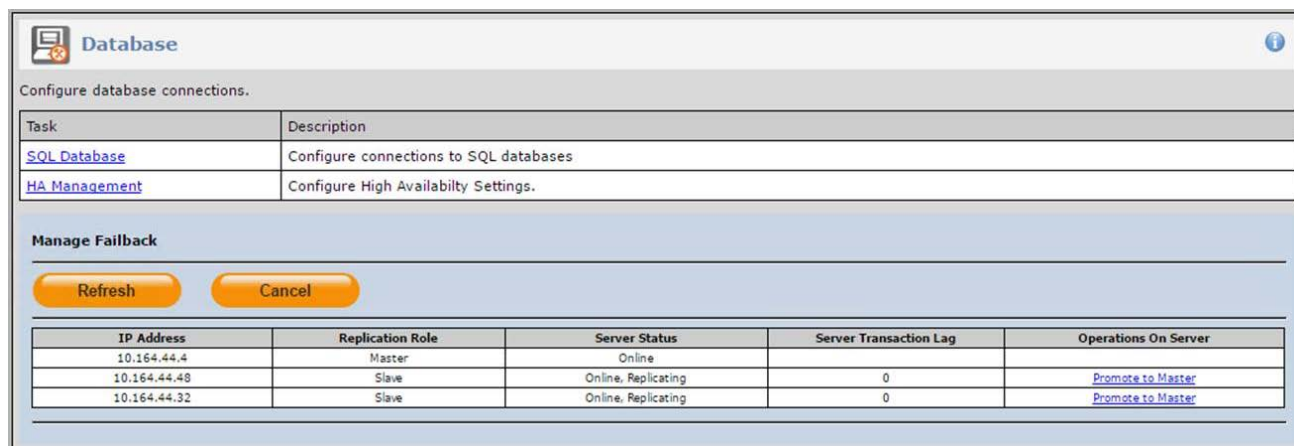 Database
i
Configure database connections.
Task Description
SQL Database Configure connections to SQL databases
HA Management Configure High Availabilty Settings.
Manage Failback
Refresh Cancel
IP Address Replication Role Server Status Server Transaction Lag Operations On Server
10.164.44.4 Master Online
10.164.44.48 Slave Online, Replicating 0 Promote to Master
10.164.44.32 Slave Online, Replicating 0 Promote to Master